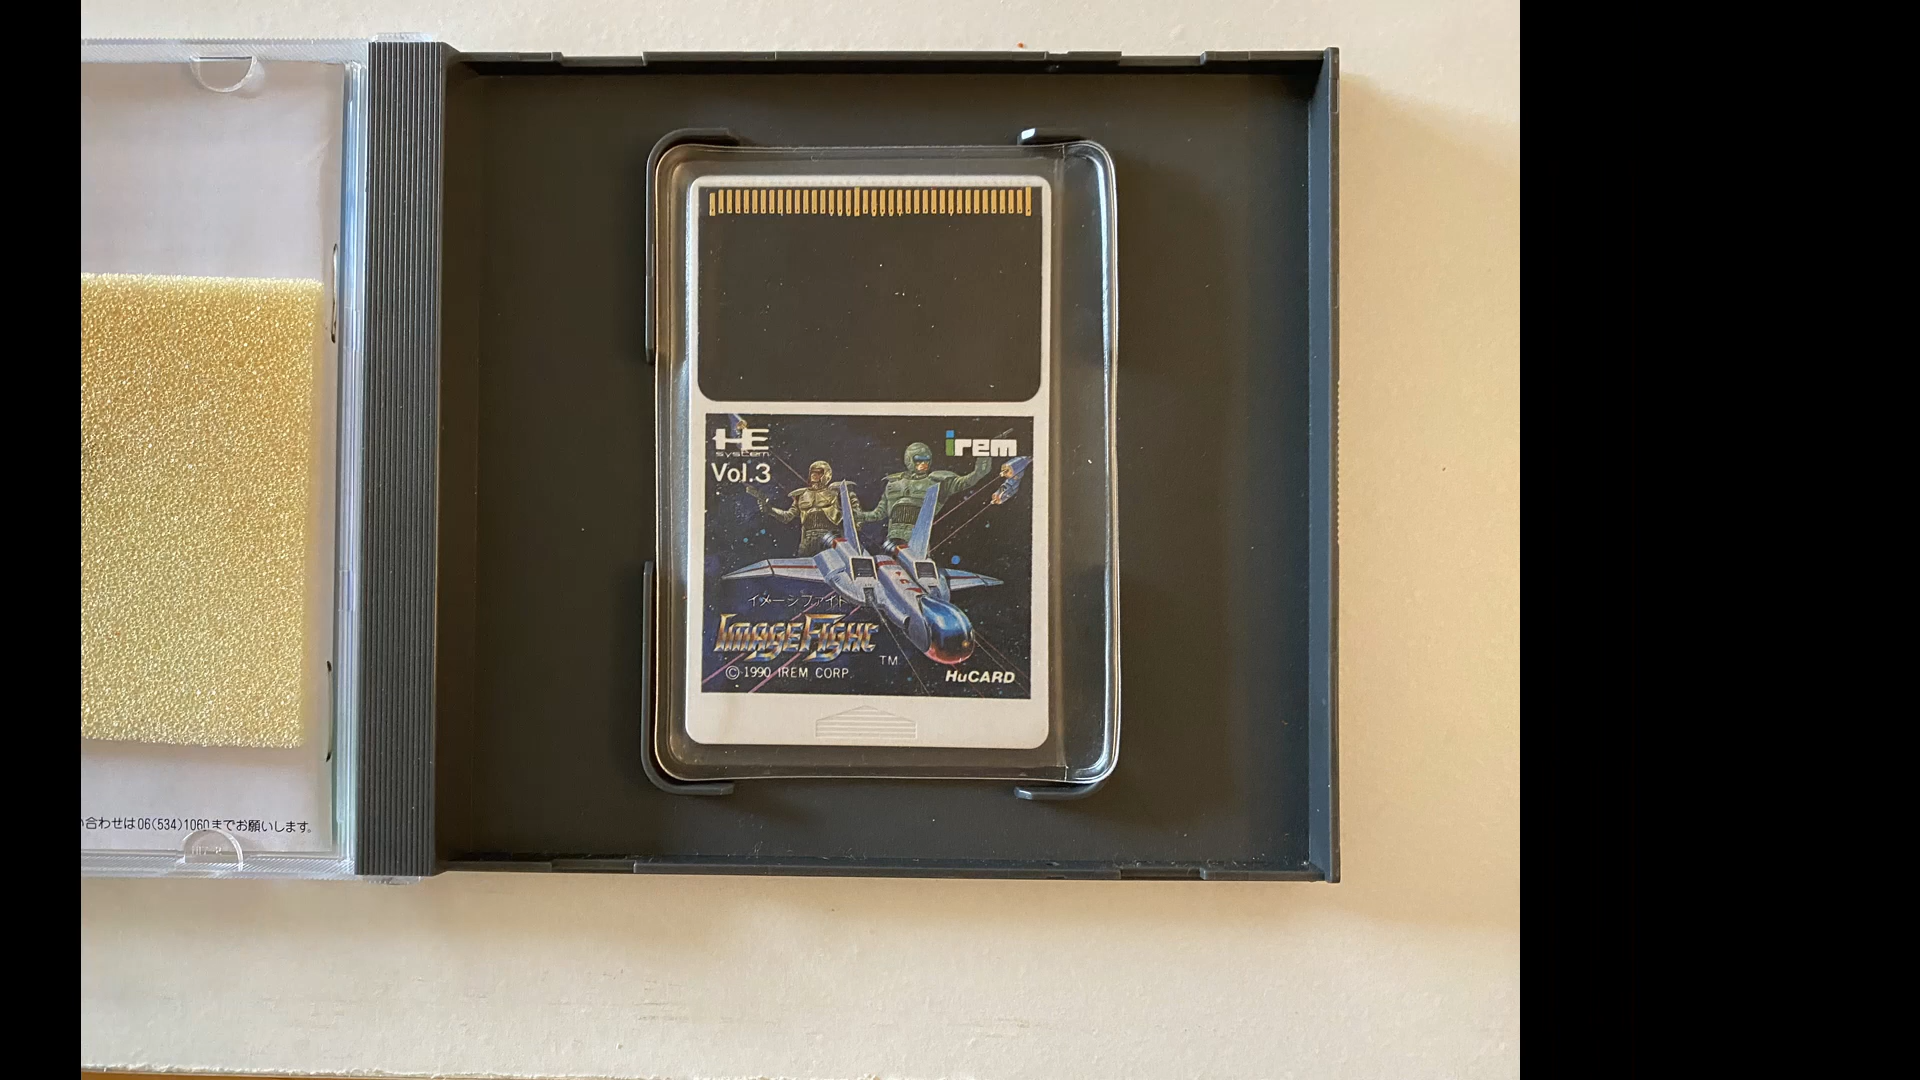 HE
system
irem
Vol.3
イメージファイト
IMAGEFIGHT
TM
© 1990 IREM CORP.
HuCARD
合わせは06(534)1060までお願いします。